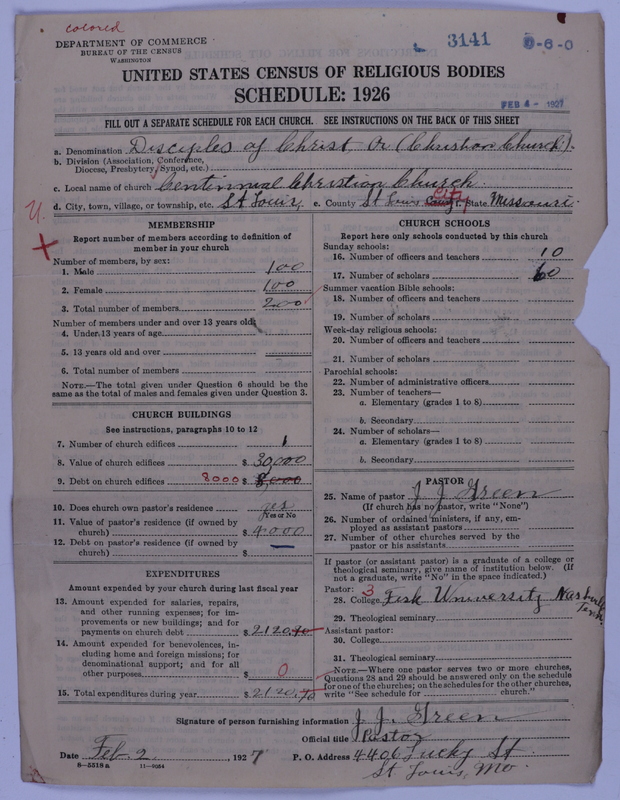 colored
DEPARTMENT OF COMMERCE
BUREAU OF THE CENSUS
WASHINGTON
3141
0-6-0
UNITED STATES CENSUS OF RELIGIOUS BODIES
SCHEDULE: 1926
FEB 4 - 1927
FILL OUT A SEPARATE SCHEDULE FOR EACH CHURCH. SEE INSTRUCTIONS ON THE BACK OF THIS SHEET
a. Denomination Disciples of Christ Or (Christian Church).
b. Division (Association, Conference, Diocese, Presbytery, Synod, etc.)
c. Local name of church Centinnial Christion Church.
d. City, town, village, or township, etc. St Louis, e. County St Louis City f. State Missouri.
U.
MEMBERSHIP
Report number of members according to definition of
member in your church
Number of members, by sex:
1. Male 100
2. Female 100
3. Total number of members 200
Number of members under and over 13 years old:
4. Under 13 years of age
5. 13 years old and over
6. Total number of members
NOTE.—The total given under Question 6 should be the
same as the total of males and females given under Question 3.
CHURCH BUILDINGS
See instructions, paragraphs 10 to 12
7. Number of church edifices 1
8. Value of church edifices $ 30,000
9. Debt on church edifices 8000 $ 8,000
10. Does church own pastor's residence yes
Yes or No
11. Value of pastor's residence (if owned by
church) $ 4000
12. Debt on pastor's residence (if owned by
church) $
EXPENDITURES
Amount expended by your church during last fiscal year
13. Amount expended for salaries, repairs,
and other running expenses; for im-
provements or new buildings; and for
payments on church debt $ 2120.70
14. Amount expended for benevolences, in-
cluding home and foreign missions; for
denominational support; and for all
other purposes $ 0
15. Total expenditures during year $ 2120.70
CHURCH SCHOOLS
Report here only schools conducted by this church
Sunday schools:
16. Number of officers and teachers 10
17. Number of scholars 60
Summer vacation Bible schools:
18. Number of officers and teachers
19. Number of scholars
Week-day religious schools:
20. Number of officers and teachers
21. Number of scholars
Parochial schools:
22. Number of administrative officers
23. Number of teachers—
a. Elementary (grades 1 to 8)
b. Secondary
24. Number of scholars—
a. Elementary (grades 1 to 8)
b. Secondary
PASTOR
25. Name of pastor J J Green
(If church has no pastor, write "None")
26. Number of ordained ministers, if any, em-
ployed as assistant pastors
27. Number of other churches served by the
pastor or his assistants
If pastor (or assistant pastor) is a graduate of a college or
theological seminary, give name of institution below. (If
not a graduate, write "No" in the space indicated.)
Pastor: 3
28. College Fisk University Nashville Tenn.
29. Theological seminary
Assistant pastor:
30. College
31. Theological seminary
NOTE.—Where one pastor serves two or more churches,
Questions 28 and 29 should be answered only on the schedule
for one of the churches; on the schedules for the other churches,
write "See schedule for church."
Signature of person furnishing information J. J. Green
Official title Pastor
Date Feb 2, 1927 P. O. Address 4406 Lucky St
8—5318a 11—9054
St Louis, Mo.